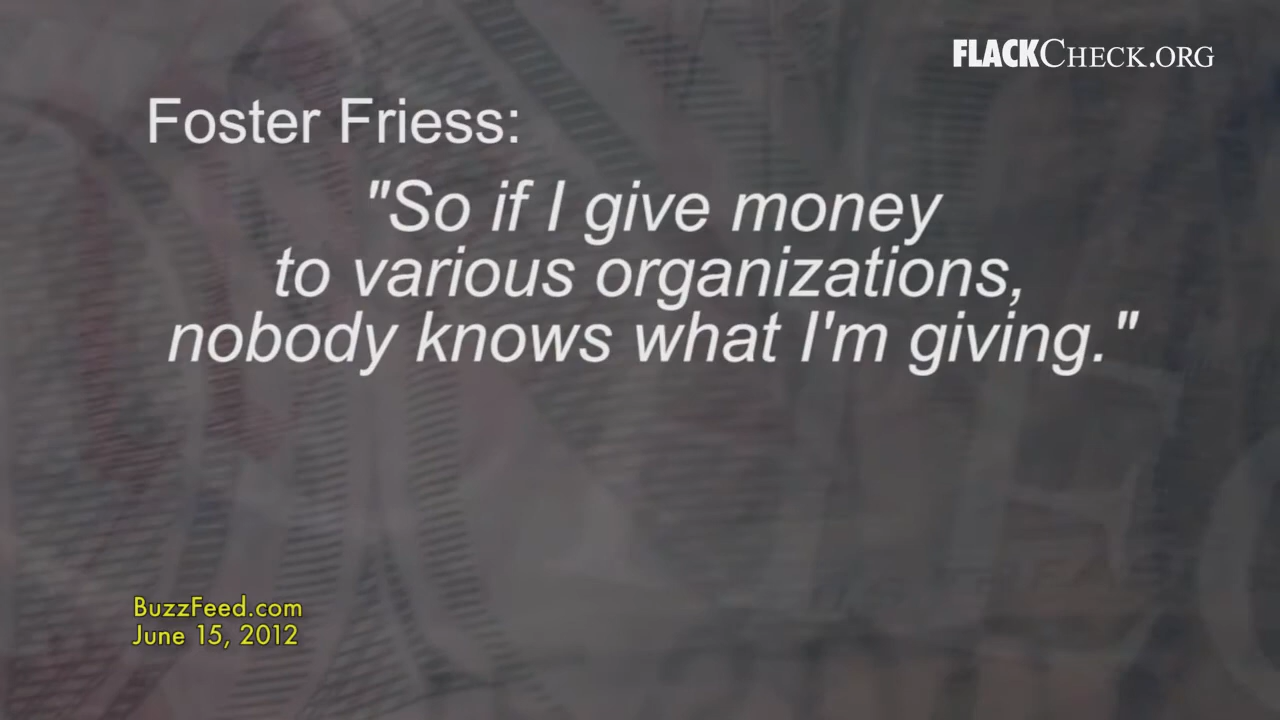 FLACKCHECK.ORG
Foster Friess:
"So if I give money
to various organizations,
nobody knows what I'm giving."
BuzzFeed.com
June 15, 2012